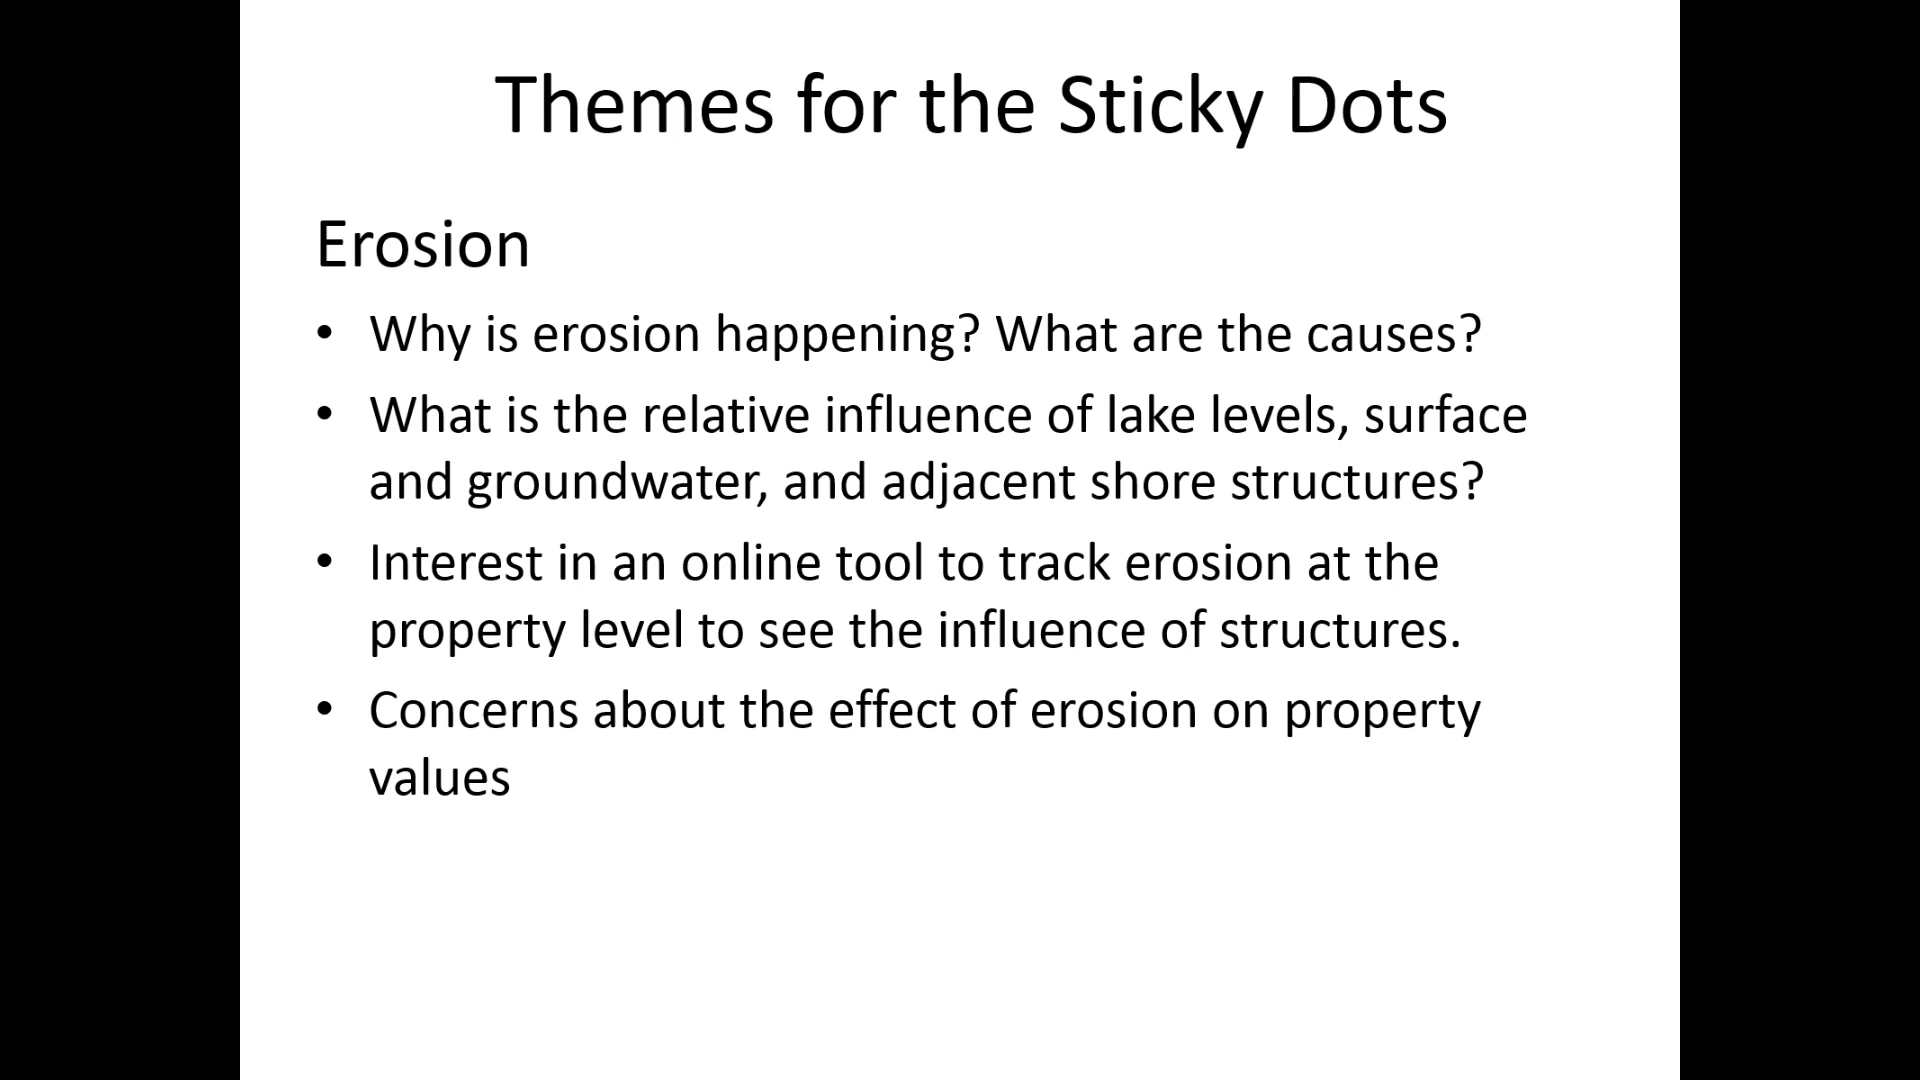 Themes for the Sticky Dots
Erosion
• Why is erosion happening? What are the causes?
• What is the relative influence of lake levels, surface
and groundwater, and adjacent shore structures?
• Interest in an online tool to track erosion at the
property level to see the influence of structures.
• Concerns about the effect of erosion on property
values